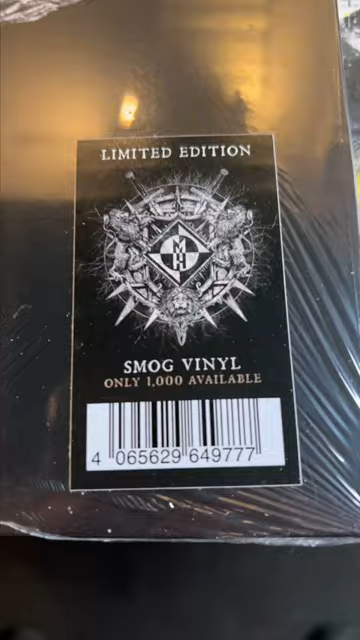 LIMITED EDITION
M
H
SMOG VINYL
ONLY 1,000 AVAILABLE
4 065629 649777